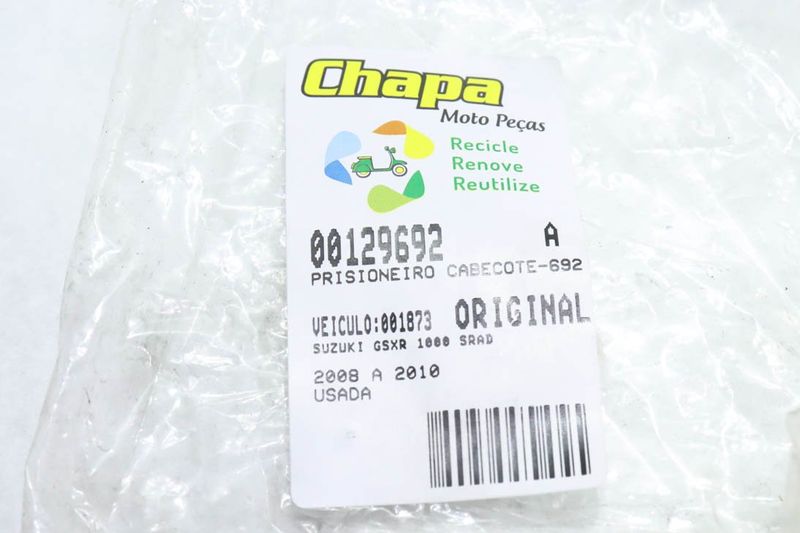 Chapa
Moto Peças
Recicle
Renove
Reutilize
00129692 A
PRISIONEIRO CABECOTE-692
VEICULO:001873 ORIGINAL
SUZUKI GSXR 1000 SRAD
2008 A 2010
USADA